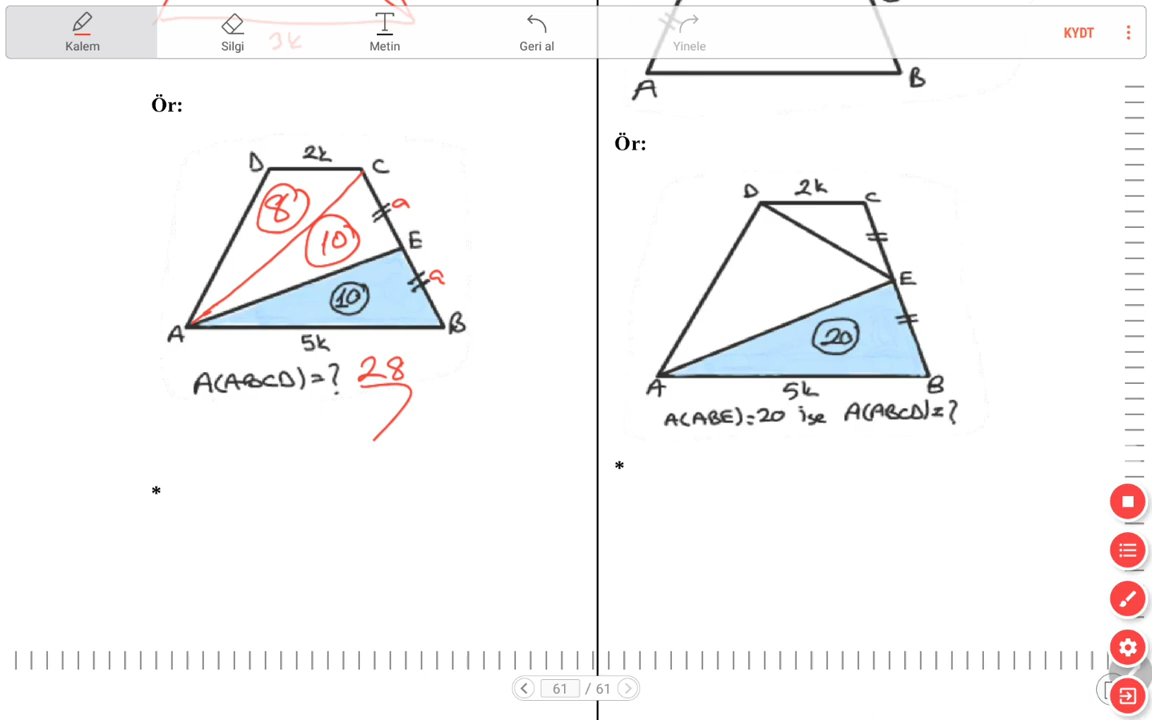 3k
Kalem
Silgi
Metin
Geri al
Yinele
KYDT
A
B
Ör:
D
2k
C
8
10
a
E
a
10
A
B
5k
A(ABCD)=? 28
*
Ör:
D
2k
C
E
20
A
B
5k
A(ABE)=20 ise A(ABCD)=?
*
61 / 61